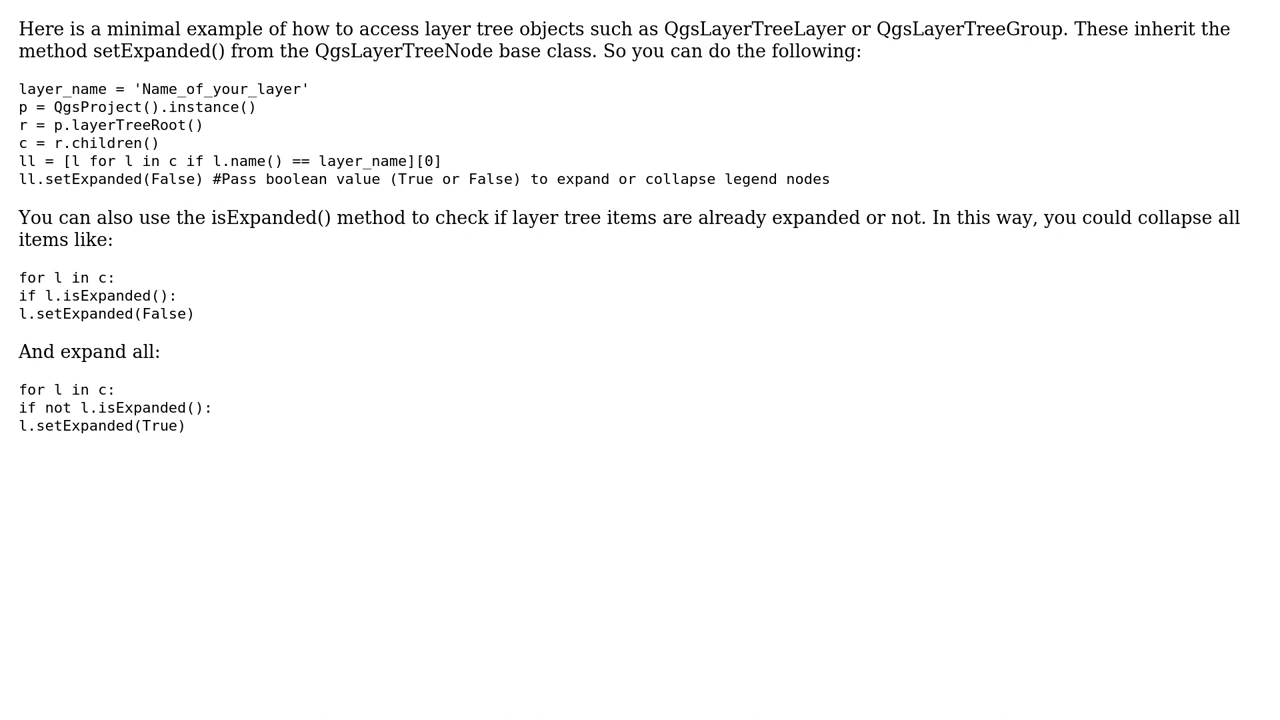 Here is a minimal example of how to access layer tree objects such as QgsLayerTreeLayer or QgsLayerTreeGroup. These inherit the
method setExpanded() from the QgsLayerTreeNode base class. So you can do the following:
layer_name = 'Name_of_your_layer'
p = QgsProject().instance()
r = p.layerTreeRoot()
c = r.children()
ll = [l for l in c if l.name() == layer_name][0]
ll.setExpanded(False) #Pass boolean value (True or False) to expand or collapse legend nodes
You can also use the isExpanded() method to check if layer tree items are already expanded or not. In this way, you could collapse all
items like:
for l in c:
if l.isExpanded():
l.setExpanded(False)
And expand all:
for l in c:
if not l.isExpanded():
l.setExpanded(True)